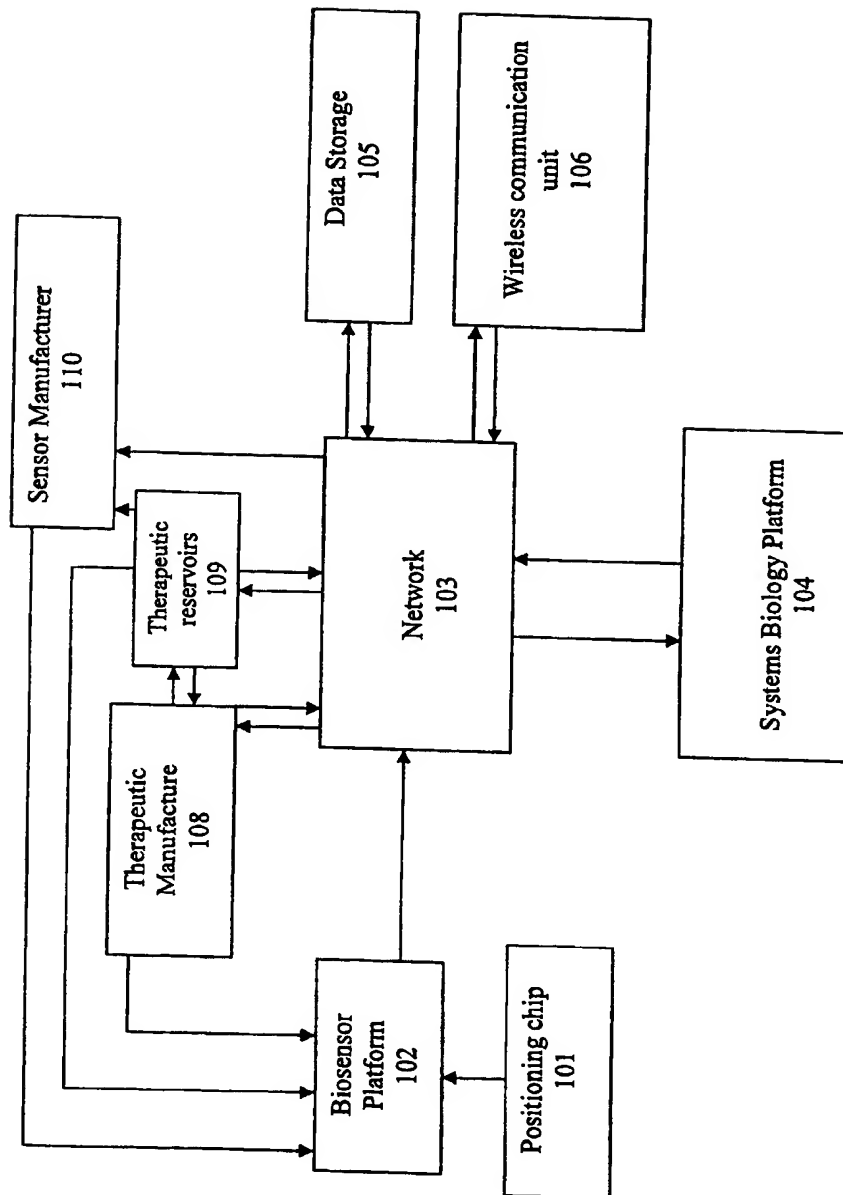 Sensor Manufacturer
110
Data Storage
105
Wireless communication
unit
106
Therapeutic
reservoirs
109
Network
103
Systems Biology Platform
104
Therapeutic
Manufacture
108
Biosensor
Platform
102
Positioning chip
101